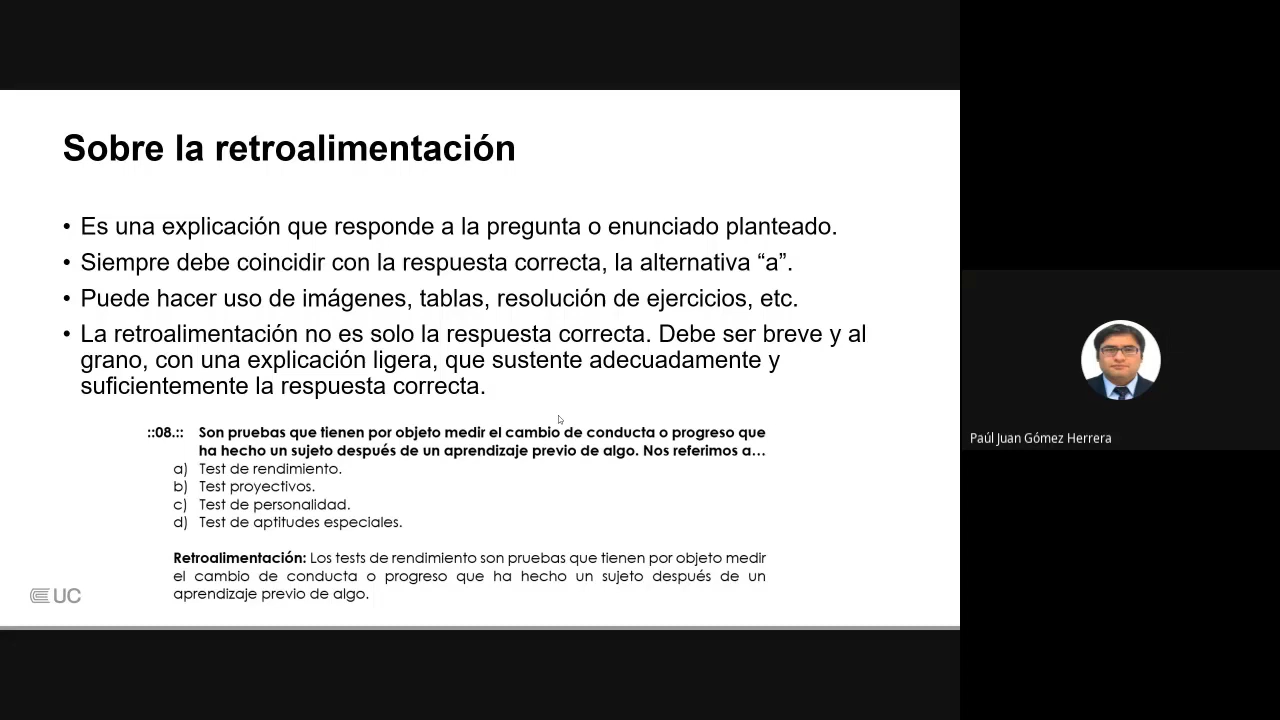 Sobre la retroalimentación
• Es una explicación que responde a la pregunta o enunciado planteado.
• Siempre debe coincidir con la respuesta correcta, la alternativa “a”.
• Puede hacer uso de imágenes, tablas, resolución de ejercicios, etc.
• La retroalimentación no es solo la respuesta correcta. Debe ser breve y al
grano, con una explicación ligera, que sustente adecuadamente y
suficientemente la respuesta correcta.
::08.:: Son pruebas que tienen por objeto medir el cambio de conducta o progreso que
ha hecho un sujeto después de un aprendizaje previo de algo. Nos referimos a…
a) Test de rendimiento.
b) Test proyectivos.
c) Test de personalidad.
d) Test de aptitudes especiales.
Retroalimentación: Los tests de rendimiento son pruebas que tienen por objeto medir
el cambio de conducta o progreso que ha hecho un sujeto después de un
aprendizaje previo de algo.
UC
Paúl Juan Gómez Herrera